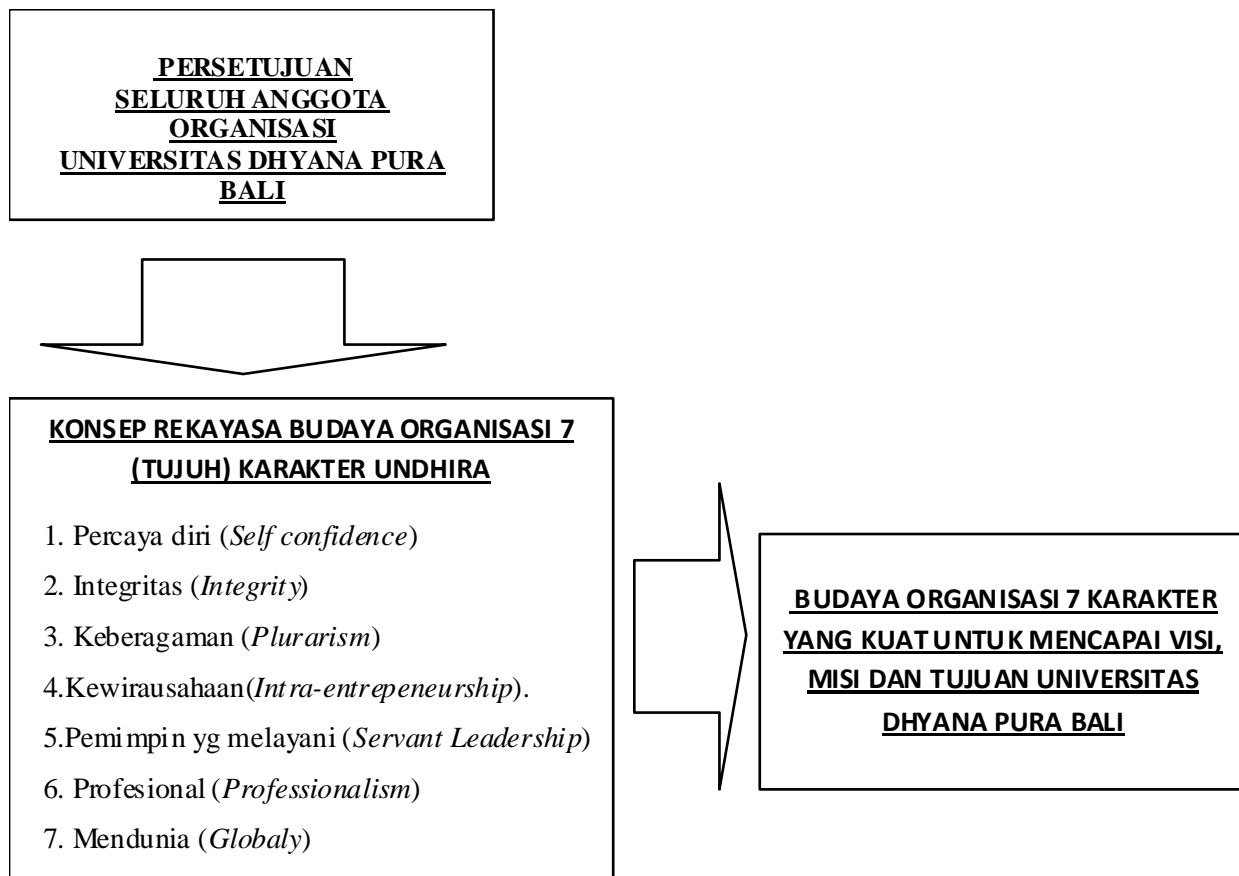 PERSETUJUAN
SELURUH ANGGOTA
ORGANISASI
UNIVERSITAS DHYANA PURA
BALI
KONSEP REKAYASA BUDAYA ORGANISASI 7
(TUJUH) KARAKTER UNDHIRA
1. Percaya diri (Self confidence)
2. Integritas (Integrity)
3. Keberagaman (Plurarism)
4.Kewirausahaan(Intra-entrepeneurship).
5.Pemimpin yg melayani (Servant Leadership)
6. Profesional (Professionalism)
7. Mendunia (Globaly)
BUDAYA ORGANISASI 7 KARAKTER
YANG KUAT UNTUK MENCAPAI VISI,
MISI DAN TUJUAN UNIVERSITAS
DHYANA PURA BALI